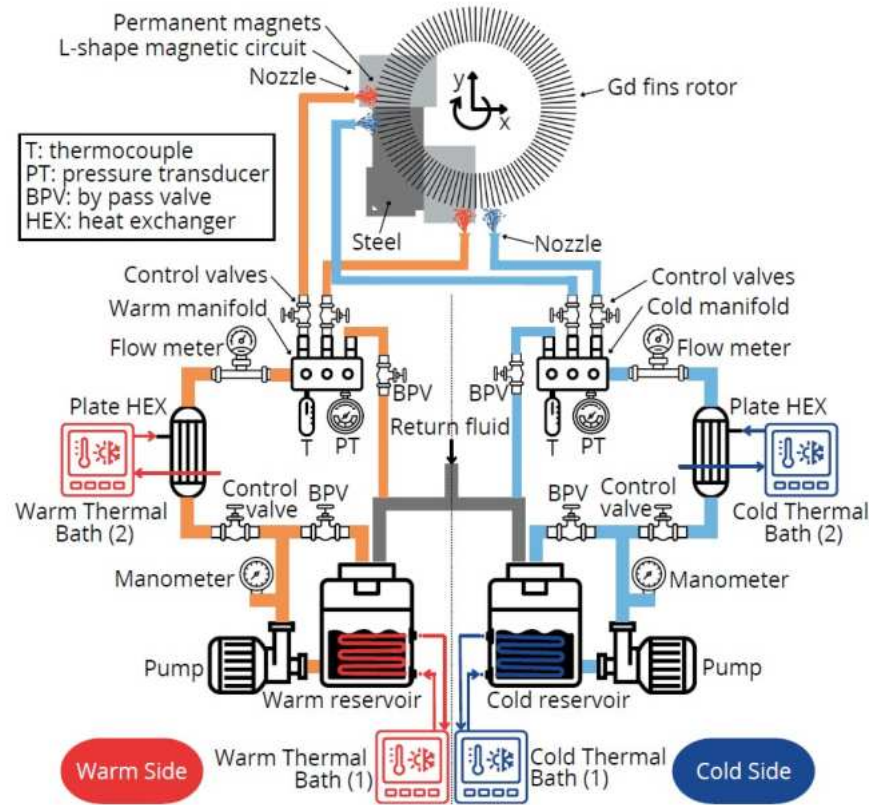 Permanent magnets
L-shape magnetic circuit
Nozzle
y
x
Gd fins rotor
T: thermocouple
PT: pressure transducer
BPV: by pass valve
HEX: heat exchanger
Steel
Nozzle
Control valves
Warm manifold
Flow meter
Control valves
Cold manifold
Flow meter
BPV
BPV
Plate HEX
T
PT
Return fluid
T
PT
Plate HEX
Warm Thermal
Bath (2)
Control
valve
BPV
BPV
Control
valve
Cold Thermal
Bath (2)
Manometer
Manometer
Pump
Warm reservoir
Cold reservoir
Pump
Warm Side
Warm Thermal
Bath (1)
Cold Thermal
Bath (1)
Cold Side